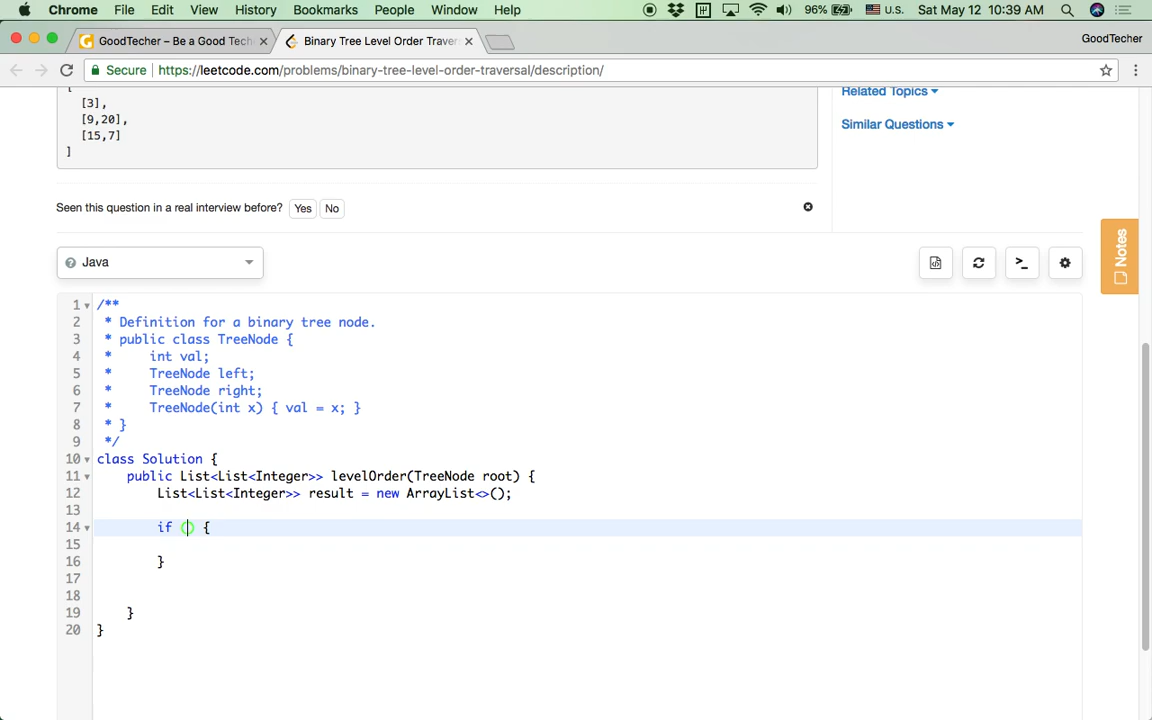 Chrome File Edit View History Bookmarks People Window Help 96% U.S. Sat May 12 10:39 AM
GoodTecher – Be a Good Tech Binary Tree Level Order Traver GoodTecher
Secure https://leetcode.com/problems/binary-tree-level-order-traversal/description/
[
[3],
[9,20],
[15,7]
]
Related Topics
Similar Questions
Seen this question in a real interview before? Yes No
Notes
Java
1 /**
2 * Definition for a binary tree node.
3 * public class TreeNode {
4 * int val;
5 * TreeNode left;
6 * TreeNode right;
7 * TreeNode(int x) { val = x; }
8 * }
9 */
10 class Solution {
11 public List<List<Integer>> levelOrder(TreeNode root) {
12 List<List<Integer>> result = new ArrayList<>();
13
14 if () {
15
16 }
17
18
19 }
20 }